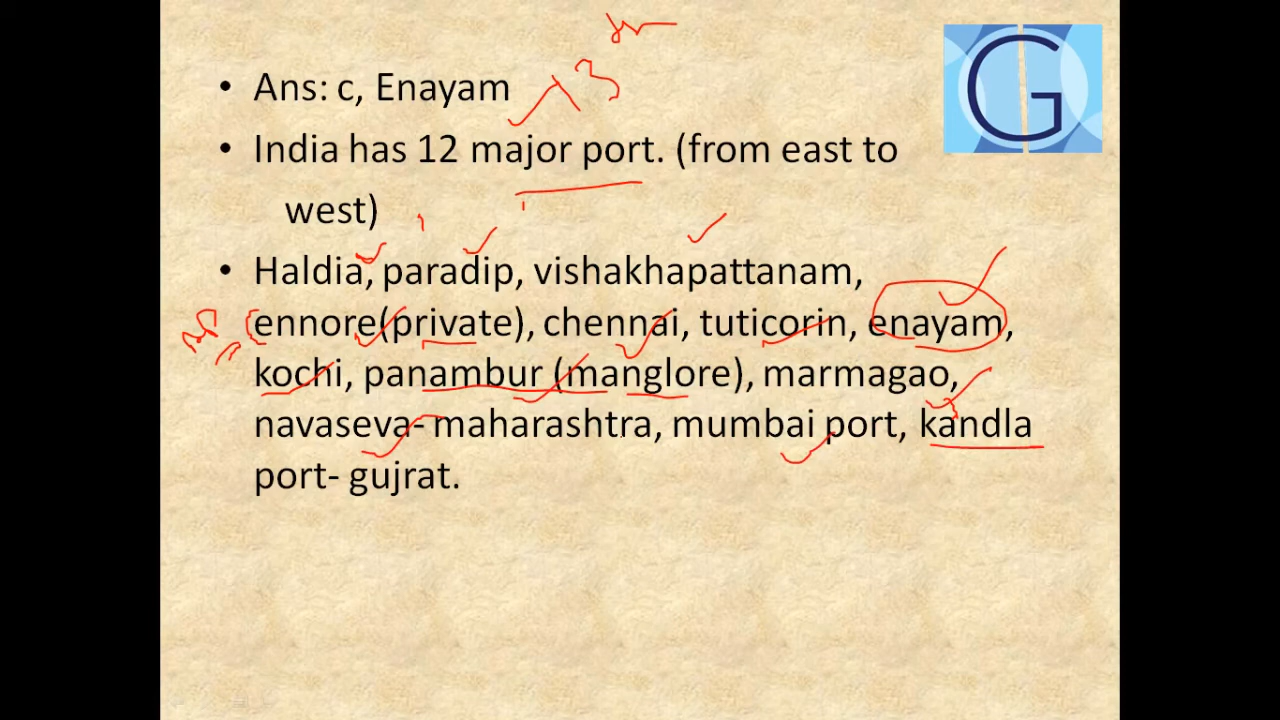 • Ans: c, Enayam
13
• India has 12 major port. (from east to
west)
• Haldia, paradip, vishakhapattanam,
ennore(private), chennai, tuticorin, enayam,
kochi, panambur (manglore), marmagao,
navaseva- maharashtra, mumbai port, kandla
port- gujrat.
G